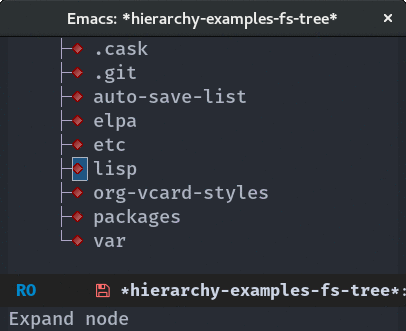 Emacs: *hierarchy-examples-fs-tree*
.cask
.git
auto-save-list
elpa
etc
lisp
org-vcard-styles
packages
var
RO *hierarchy-examples-fs-tree*:
Expand node